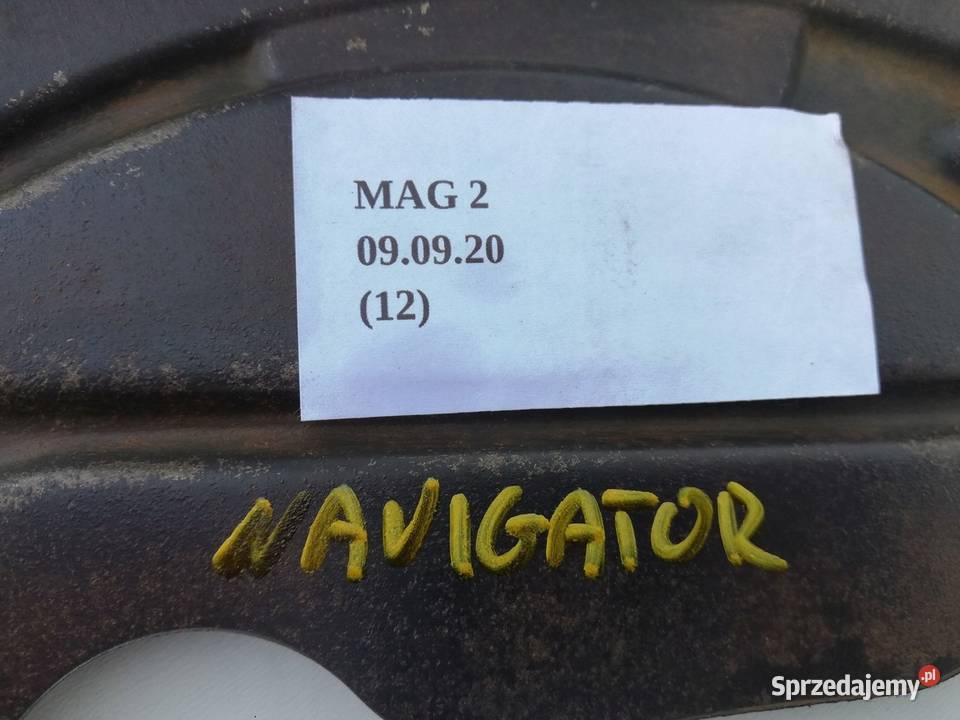 MAG 2
09.09.20
(12)
NAVIGATOR
Sprzedajemy.pl